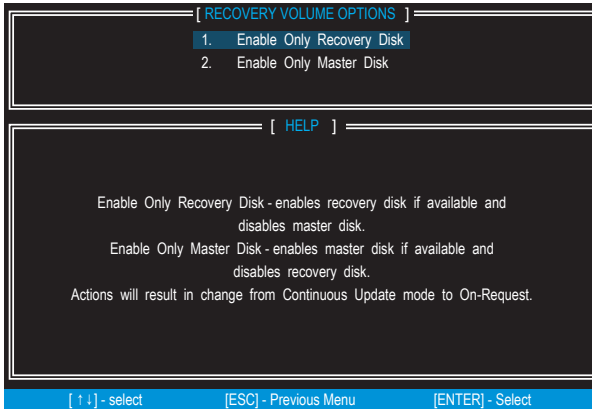 [ RECOVERY VOLUME OPTIONS ]
1. Enable Only Recovery Disk
2. Enable Only Master Disk
[ HELP ]
Enable Only Recovery Disk - enables recovery disk if available and
disables master disk.
Enable Only Master Disk - enables master disk if available and
disables recovery disk.
Actions will result in change from Continuous Update mode to On-Request.
[ ↑↓] - select [ESC] - Previous Menu [ENTER] - Select